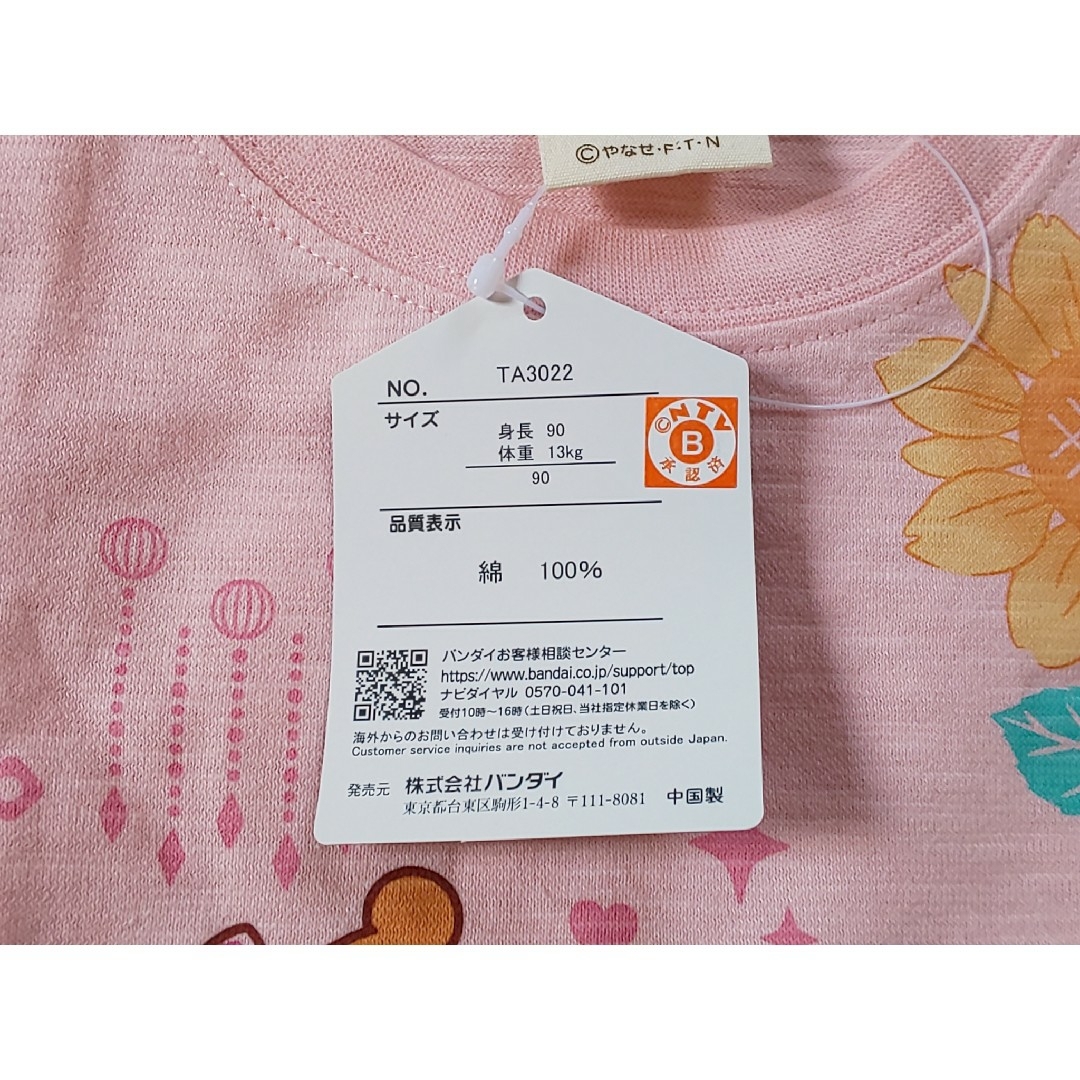 ©やなせ・F・T・N
NO. TA3022
サイズ
身長 90
体重 13kg
90
©NTV
B
承認済
品質表示
綿 100%
バンダイお客様相談センター
https://www.bandai.co.jp/support/top
ナビダイヤル 0570-041-101
受付10時～16時(土日祝日、当社指定休業日を除く)
海外からのお問い合わせは受け付けておりません。
Customer service inquiries are not accepted from outside Japan.
発売元 株式会社バンダイ
東京都台東区駒形1-4-8 〒111-8081 中国製